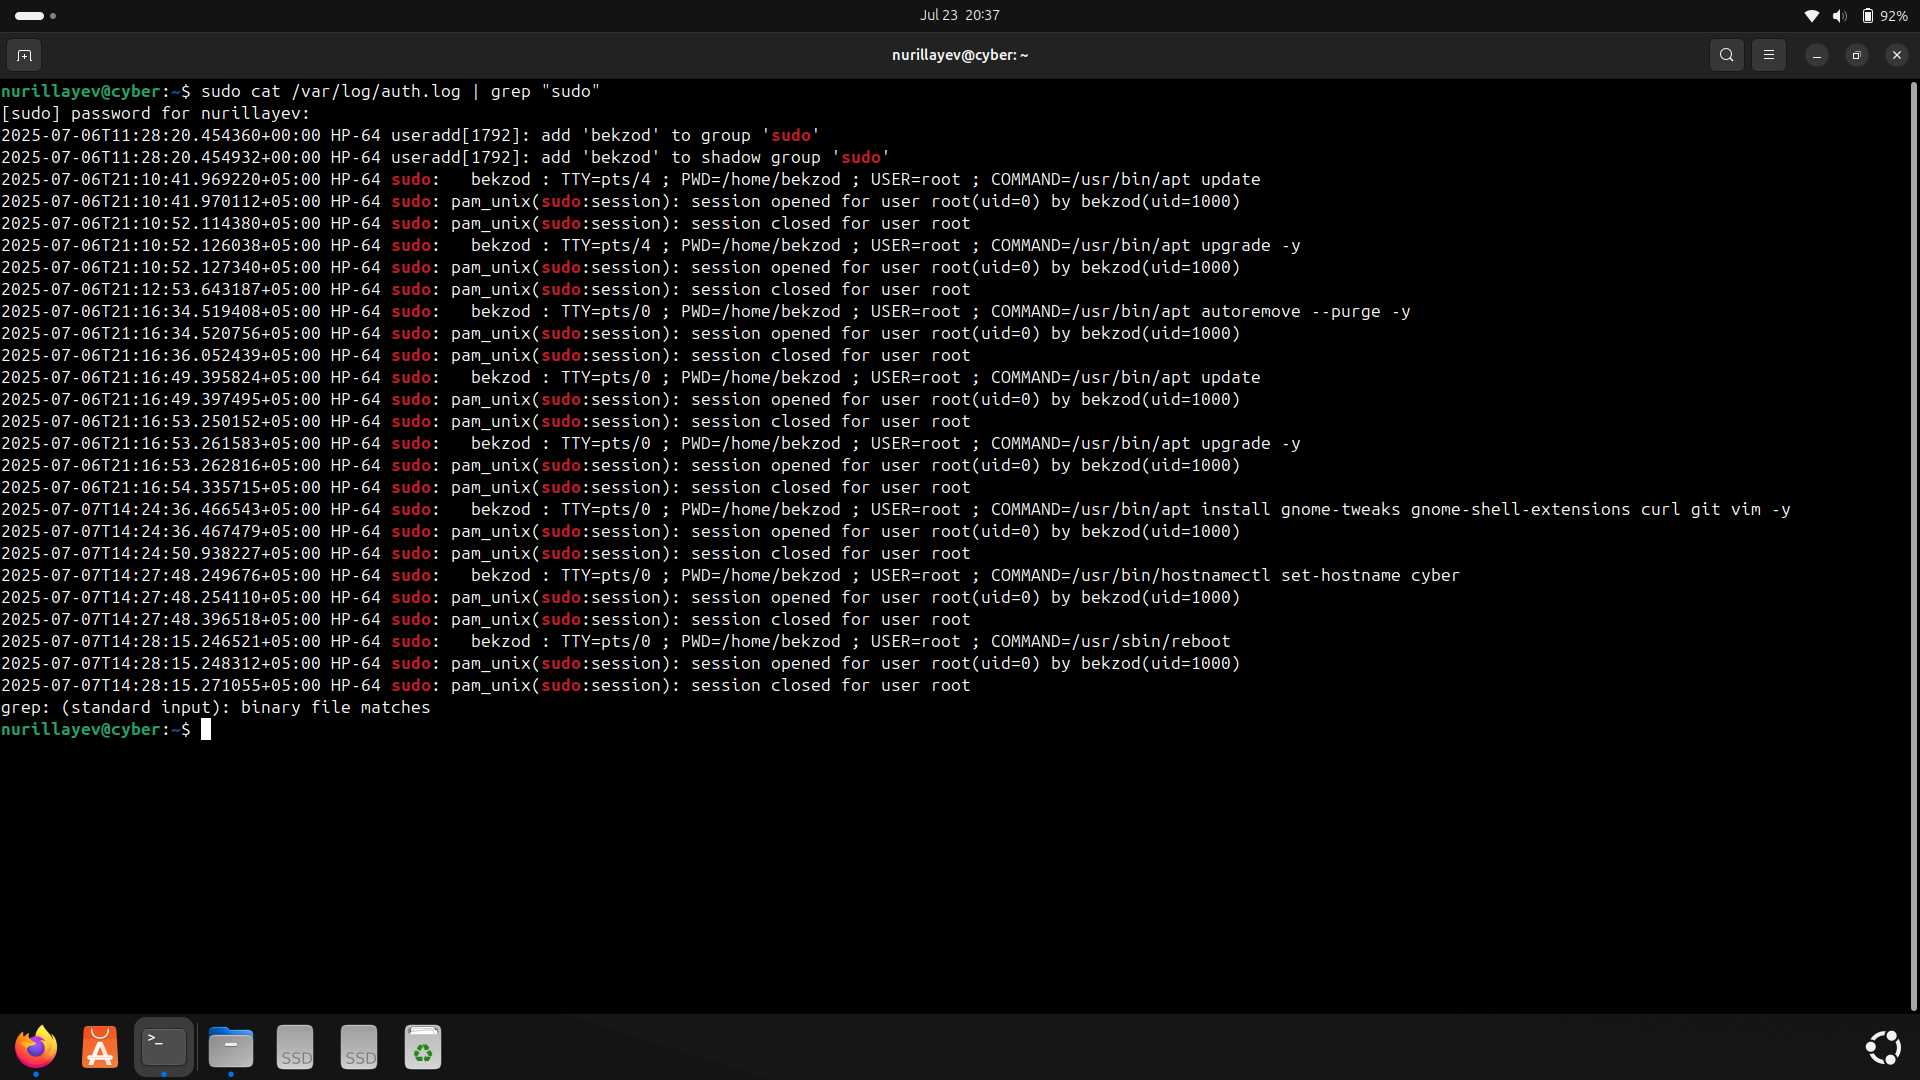 Jul 23 20:37
92%
nurillayev@cyber: ~
nurillayev@cyber:~$ sudo cat /var/log/auth.log | grep "sudo"
[sudo] password for nurillayev:
2025-07-06T11:28:20.454360+00:00 HP-64 useradd[1792]: add 'bekzod' to group 'sudo'
2025-07-06T11:28:20.454932+00:00 HP-64 useradd[1792]: add 'bekzod' to shadow group 'sudo'
2025-07-06T21:10:41.969220+05:00 HP-64 sudo:   bekzod : TTY=pts/4 ; PWD=/home/bekzod ; USER=root ; COMMAND=/usr/bin/apt update
2025-07-06T21:10:41.970112+05:00 HP-64 sudo: pam_unix(sudo:session): session opened for user root(uid=0) by bekzod(uid=1000)
2025-07-06T21:10:52.114380+05:00 HP-64 sudo: pam_unix(sudo:session): session closed for user root
2025-07-06T21:10:52.126038+05:00 HP-64 sudo:   bekzod : TTY=pts/4 ; PWD=/home/bekzod ; USER=root ; COMMAND=/usr/bin/apt upgrade -y
2025-07-06T21:10:52.127340+05:00 HP-64 sudo: pam_unix(sudo:session): session opened for user root(uid=0) by bekzod(uid=1000)
2025-07-06T21:12:53.643187+05:00 HP-64 sudo: pam_unix(sudo:session): session closed for user root
2025-07-06T21:16:34.519408+05:00 HP-64 sudo:   bekzod : TTY=pts/0 ; PWD=/home/bekzod ; USER=root ; COMMAND=/usr/bin/apt autoremove --purge -y
2025-07-06T21:16:34.520756+05:00 HP-64 sudo: pam_unix(sudo:session): session opened for user root(uid=0) by bekzod(uid=1000)
2025-07-06T21:16:36.052439+05:00 HP-64 sudo: pam_unix(sudo:session): session closed for user root
2025-07-06T21:16:49.395824+05:00 HP-64 sudo:   bekzod : TTY=pts/0 ; PWD=/home/bekzod ; USER=root ; COMMAND=/usr/bin/apt update
2025-07-06T21:16:49.397495+05:00 HP-64 sudo: pam_unix(sudo:session): session opened for user root(uid=0) by bekzod(uid=1000)
2025-07-06T21:16:53.250152+05:00 HP-64 sudo: pam_unix(sudo:session): session closed for user root
2025-07-06T21:16:53.261583+05:00 HP-64 sudo:   bekzod : TTY=pts/0 ; PWD=/home/bekzod ; USER=root ; COMMAND=/usr/bin/apt upgrade -y
2025-07-06T21:16:53.262816+05:00 HP-64 sudo: pam_unix(sudo:session): session opened for user root(uid=0) by bekzod(uid=1000)
2025-07-06T21:16:54.335715+05:00 HP-64 sudo: pam_unix(sudo:session): session closed for user root
2025-07-07T14:24:36.466543+05:00 HP-64 sudo:   bekzod : TTY=pts/0 ; PWD=/home/bekzod ; USER=root ; COMMAND=/usr/bin/apt install gnome-tweaks gnome-shell-extensions curl git vim -y
2025-07-07T14:24:36.467479+05:00 HP-64 sudo: pam_unix(sudo:session): session opened for user root(uid=0) by bekzod(uid=1000)
2025-07-07T14:24:50.938227+05:00 HP-64 sudo: pam_unix(sudo:session): session closed for user root
2025-07-07T14:27:48.249676+05:00 HP-64 sudo:   bekzod : TTY=pts/0 ; PWD=/home/bekzod ; USER=root ; COMMAND=/usr/bin/hostnamectl set-hostname cyber
2025-07-07T14:27:48.254110+05:00 HP-64 sudo: pam_unix(sudo:session): session opened for user root(uid=0) by bekzod(uid=1000)
2025-07-07T14:27:48.396518+05:00 HP-64 sudo: pam_unix(sudo:session): session closed for user root
2025-07-07T14:28:15.246521+05:00 HP-64 sudo:   bekzod : TTY=pts/0 ; PWD=/home/bekzod ; USER=root ; COMMAND=/usr/sbin/reboot
2025-07-07T14:28:15.248312+05:00 HP-64 sudo: pam_unix(sudo:session): session opened for user root(uid=0) by bekzod(uid=1000)
2025-07-07T14:28:15.271055+05:00 HP-64 sudo: pam_unix(sudo:session): session closed for user root
grep: (standard input): binary file matches
nurillayev@cyber:~$
>_
SSD
SSD